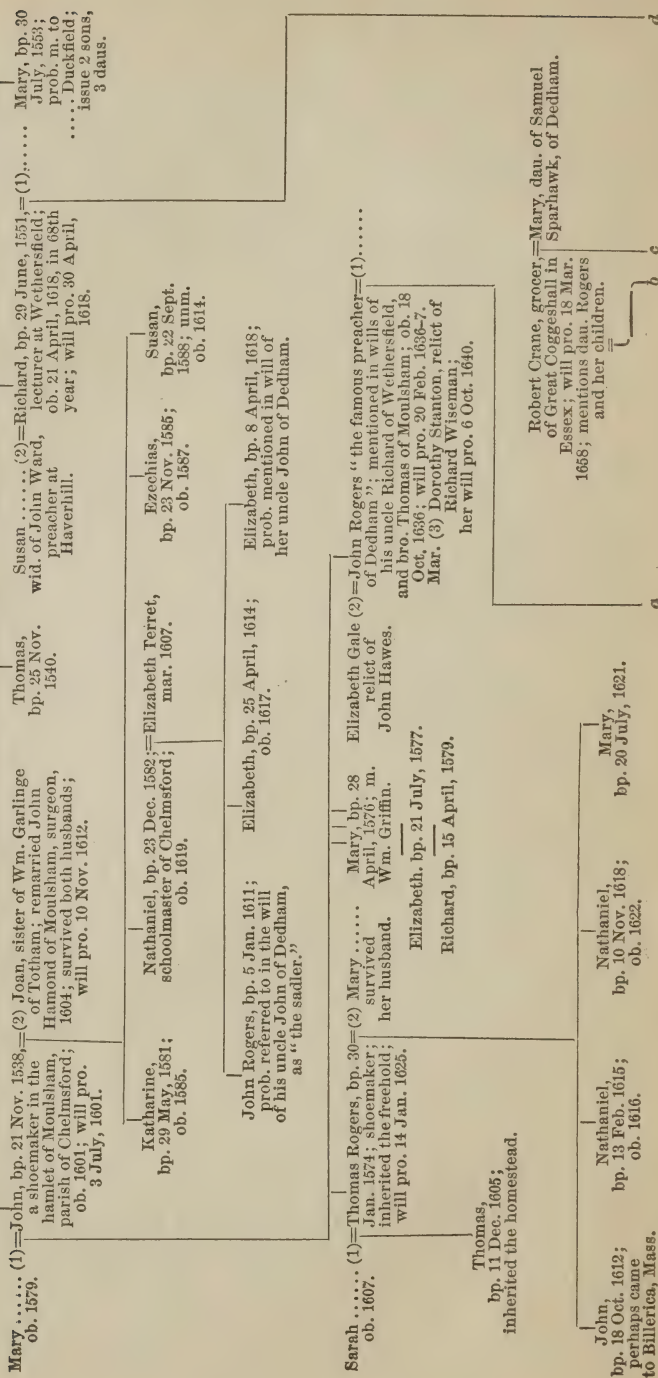 Mary ...... (1)=John, bp. 21 Nov. 1538,=(2) Joan, sister of Wm. Garlinge
ob. 1579.
a shoemaker in the
hamlet of Moulsham,
parish of Chelmsford;
ob. 1601; will pro.
3 July, 1601.
of Totham; remarried John
Hamond of Moulsham, surgeon,
1604; survived both husbands;
will pro. 10 Nov. 1612.
Thomas,
bp. 25 Nov.
1540.
Susan ...... (2)=Richard, bp. 29 June, 1551,=(1)......
wid. of John Ward,
preacher at
Haverhill.
lecturer at Wethersfield;
ob. 21 April, 1618, in 68th
year; will pro. 30 April,
1618.
Mary, bp. 30
July, 1553;
prob. m. to
..... Duckfield;
issue 2 sons,
3 daus.
Katharine,
bp. 29 May, 1581;
ob. 1585.
Nathaniel, bp. 23 Dec. 1582;=Elizabeth Terret,
schoolmaster of Chelmsford;
ob. 1619.
mar. 1607.
Ezechias,
bp. 23 Nov. 1585;
ob. 1587.
Susan,
bp. 22 Sept.
1588; unm.
ob. 1614.
John Rogers, bp. 5 Jan. 1611;
prob. referred to in the will
of his uncle John of Dedham,
as "the sadler."
Elizabeth, bp. 25 April, 1614;
ob. 1617.
Elizabeth, bp. 8 April, 1618;
prob. mentioned in will of
her uncle John of Dedham.
Sarah ...... (1)=Thomas Rogers, bp. 30=(2) Mary ......
ob. 1607.
Jan. 1574; shoemaker;
inherited the freehold;
will pro. 14 Jan. 1625.
survived
her husband.
Mary, bp. 28
April, 1576; m.
Wm. Griffin.
Elizabeth. bp. 21 July, 1577.
Richard, bp. 15 April, 1579.
Elizabeth Gale (2)=John Rogers "the famous preacher=(1)......
relict of
John Hawes.
of Dedham"; mentioned in wills of
his uncle Richard of Wethersfield,
and bro. Thomas of Moulsham; ob. 18
Oct. 1636; will pro. 20 Feb. 1636-7.
Mar. (3) Dorothy Stanton, relict of
Richard Wiseman;
her will pro. 6 Oct. 1640.
Thomas,
bp. 11 Dec. 1605;
inherited the homestead.
Robert Crane, grocer,=Mary, dau. of Samuel
of Great Coggeshall in
Essex; will pro. 18 Mar.
1658; mentions dau. Rogers
and her children.
Sparhawk, of Dedham.
John,
bp. 18 Oct. 1612;
perhaps came
to Billerica, Mass.
Nathaniel,
bp. 13 Feb. 1615;
ob. 1616.
Nathaniel,
bp. 10 Nov. 1618;
ob. 1622.
Mary,
bp. 20 July, 1621.
a
b
c
d